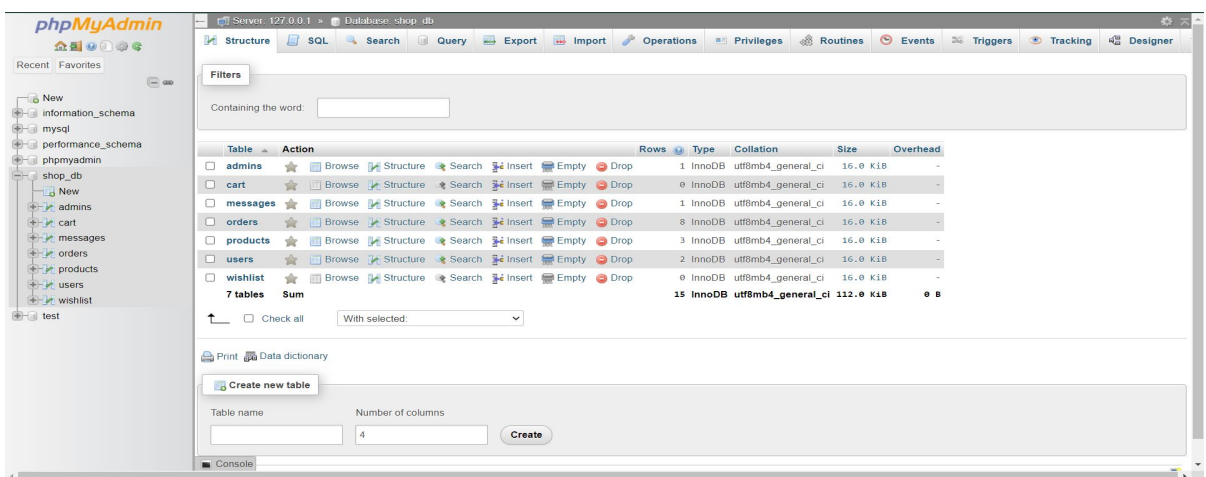 phpMyAdmin
Recent Favorites
New
information_schema
mysql
performance_schema
phpmyadmin
shop_db
New
admins
cart
messages
orders
products
users
wishlist
test
Server: 127.0.0.1 » Database: shop_db
Structure SQL Search Query Export Import Operations Privileges Routines Events Triggers Tracking Designer
Filters
Containing the word:
Table Action Rows Type Collation Size Overhead
admins Browse Structure Search Insert Empty Drop 1 InnoDB utf8mb4_general_ci 16.0 KiB -
cart Browse Structure Search Insert Empty Drop 0 InnoDB utf8mb4_general_ci 16.0 KiB -
messages Browse Structure Search Insert Empty Drop 1 InnoDB utf8mb4_general_ci 16.0 KiB -
orders Browse Structure Search Insert Empty Drop 8 InnoDB utf8mb4_general_ci 16.0 KiB -
products Browse Structure Search Insert Empty Drop 3 InnoDB utf8mb4_general_ci 16.0 KiB -
users Browse Structure Search Insert Empty Drop 2 InnoDB utf8mb4_general_ci 16.0 KiB -
wishlist Browse Structure Search Insert Empty Drop 0 InnoDB utf8mb4_general_ci 16.0 KiB -
7 tables Sum 15 InnoDB utf8mb4_general_ci 112.0 KiB 0 B
Check all With selected:
Print Data dictionary
Create new table
Table name Number of columns
4 Create
Console